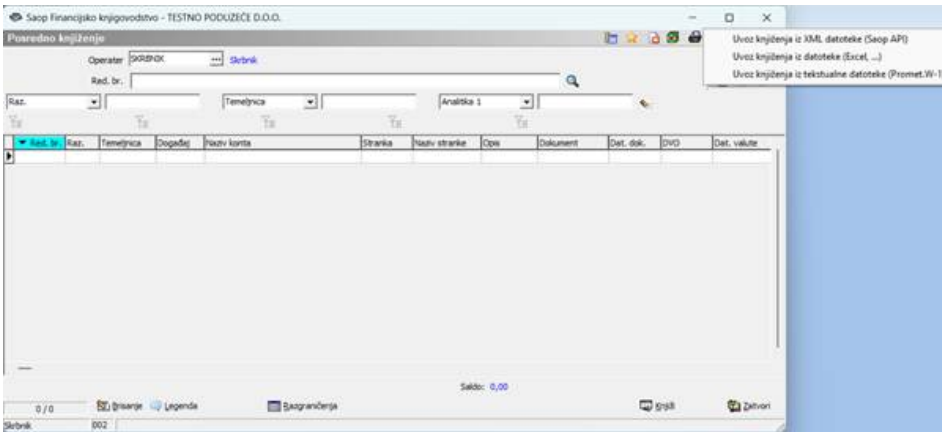 Saop Financijsko knjigovodstvo - TESTNO PODUZEĆE D.O.O.
Posredno knjiženje
Uvoz knjiženja iz XML datoteke (Saop API)
Uvoz knjiženja iz datoteke (Excel, ...)
Uvoz knjiženja iz tekstualne datoteke (Promet.W-1
Operater SKRBNIK ... Skrbnik
Red. br.
Raz. Temeljnica Analitika 1
Red. br. Raz. Temeljnica Događaj Naziv konta Stranka Naziv stranke Opis Dokument Dat. dok. DVO Dat. valute
Saldo: 0,00
0 / 0 Brisanje Legenda Razgraničenja Knjiži Zatvori
Skrbnik 002